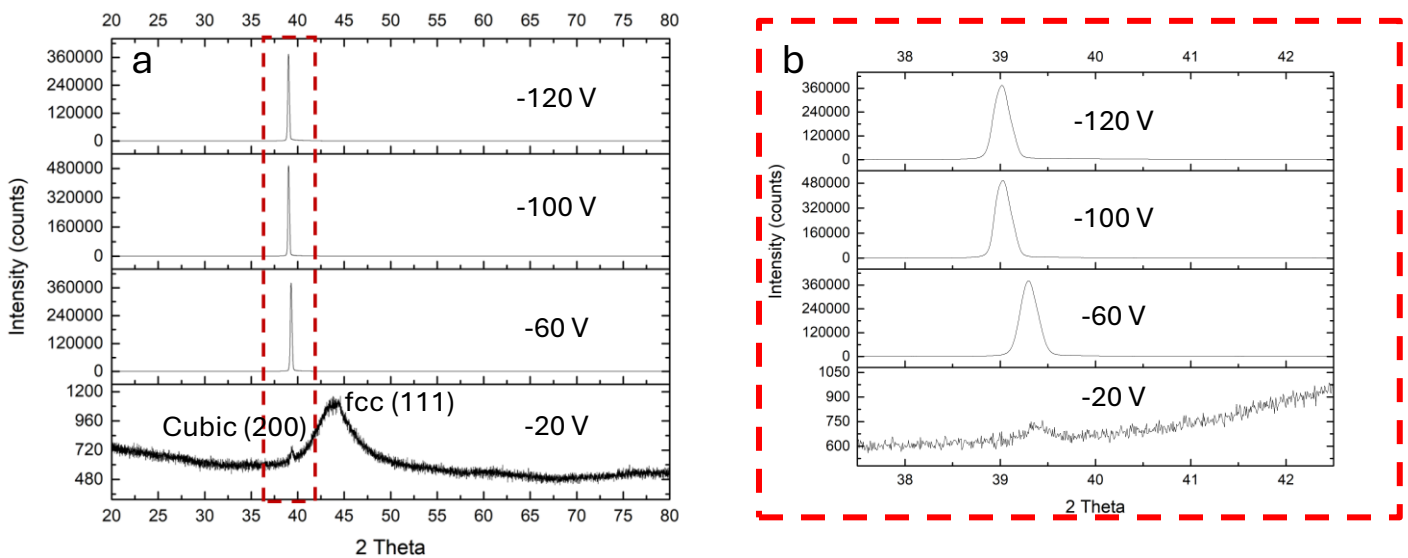 20 25 30 35 40 45 50 55 60 65 70 75 80
a
360000
240000
120000
0
-120 V
480000
320000
160000
0
-100 V
360000
240000
120000
0
-60 V
1200
960
720
480
Cubic (200)
fcc (111)
-20 V
20 25 30 35 40 45 50 55 60 65 70 75 80
2 Theta
Intensity (counts)
b
38 39 40 41 42
360000
240000
120000
0
-120 V
480000
320000
160000
0
-100 V
360000
240000
120000
0
-60 V
1050
900
750
600
-20 V
38 39 40 41 42
2 Theta
Intensity (counts)